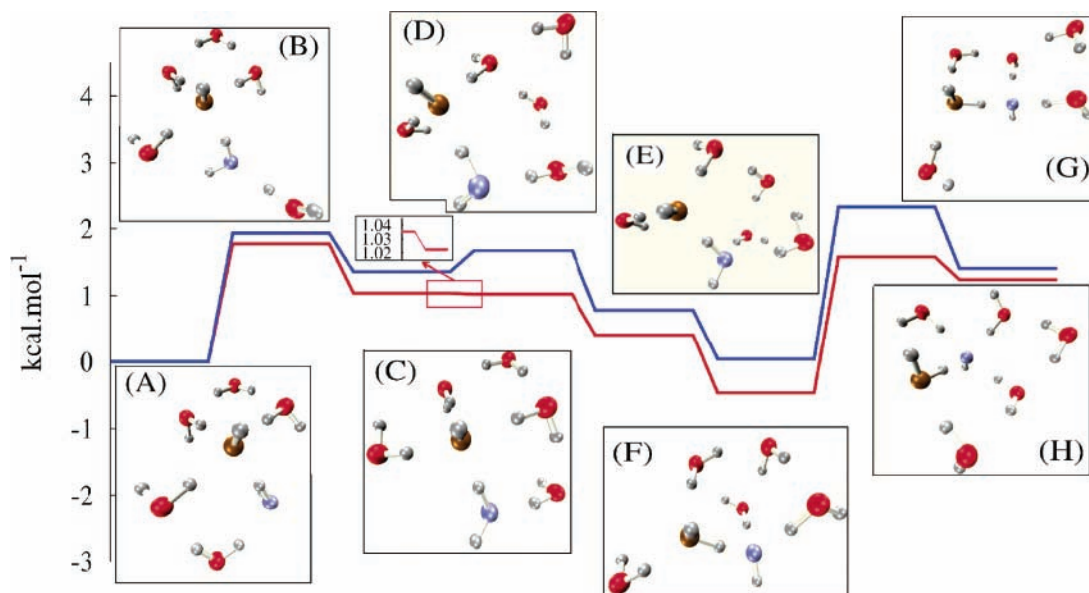 (B)
(D)
(G)
4
3
(E)
2
1.04
1.03
1.02
kcal.mol⁻¹
1
0
(A)
(C)
(H)
-1
(F)
-2
-3